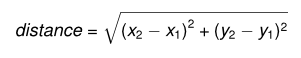 distance = √(x₂ − x₁)² + (y₂ − y₁)²